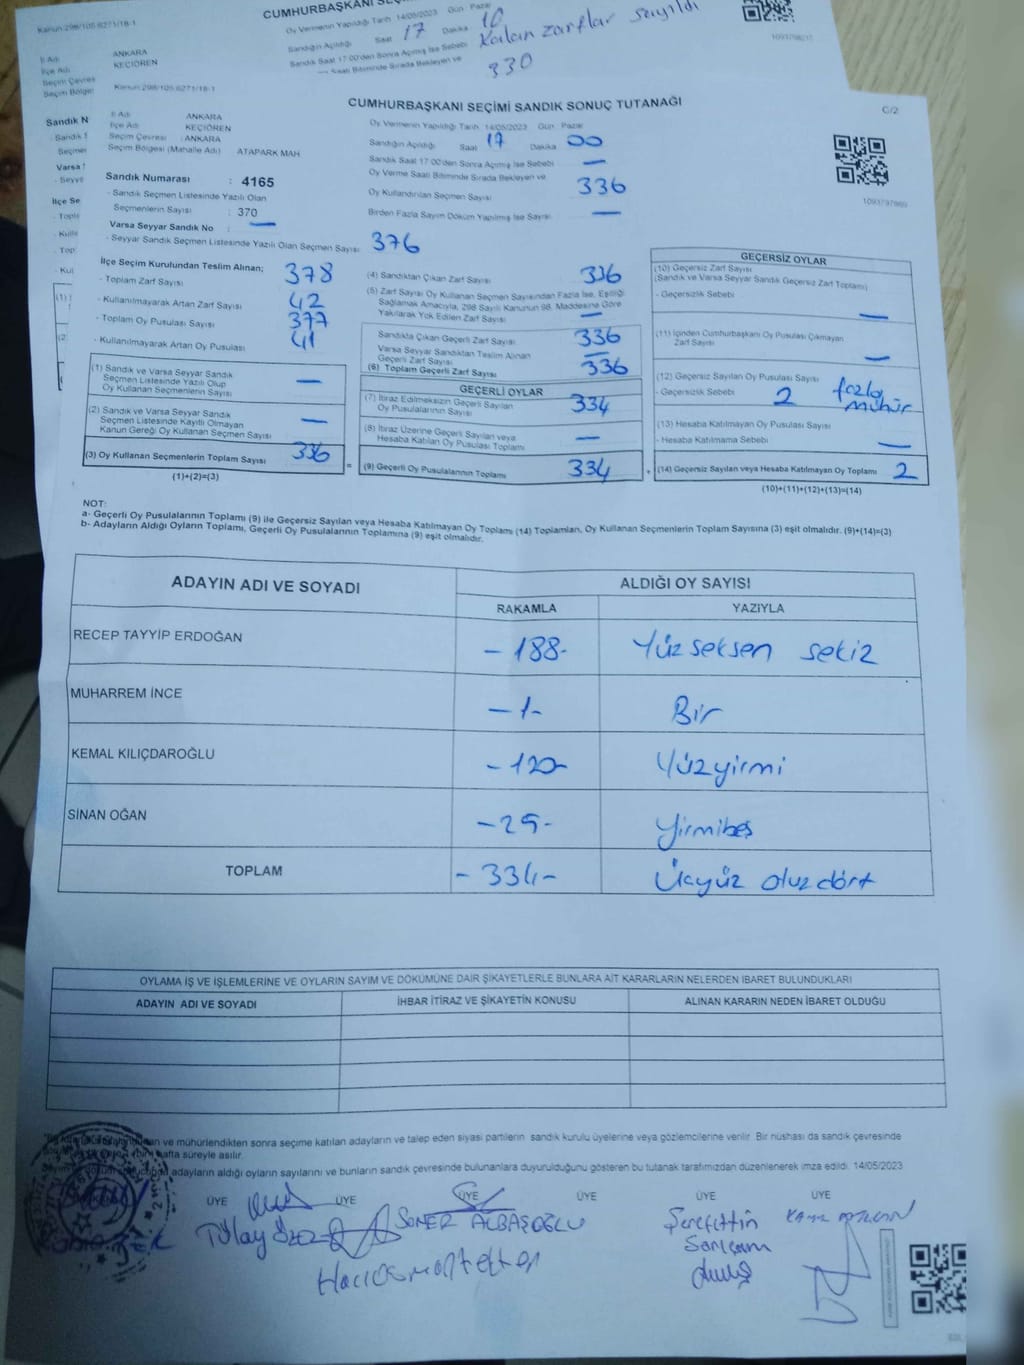 Kanun:298/105.6271/18-1
CUMHURBAŞKANI SEÇİ
Oy Vermenin Yapıldığı Tarih 14/05/2023 Gün Pazar
Sandığın Açıldığı Saat 17 Dakika 10
Sandık Saat 17:00'den Sonra Açılmış İse Sebebi Kalan zarflar sayıldı
Saati Bitiminde Sırada Bekleyen ve 330
İl Adı ANKARA
İlçe Adı KEÇİÖREN
Seçim Çevres
Seçim Bölges
Sandık N
Kanun:298/105.6271/18-1
CUMHURBAŞKANI SEÇİMİ SANDIK SONUÇ TUTANAĞI
C/2
İl Adı ANKARA
İlçe Adı KEÇİÖREN
Seçim Çevresi : ANKARA
Seçim Bölgesi (Mahalle Adı) ATAPARK MAH
Sandık Numarası : 4165
- Sandık Seçmen Listesinde Yazılı Olan
Seçmenlerin Sayısı : 370
Varsa Seyyar Sandık No : —
- Seyyar Sandık Seçmen Listesinde Yazılı Olan Seçmen Sayısı 376
Oy Vermenin Yapıldığı Tarih 14/05/2023 Gün Pazar
Sandığın Açıldığı Saat 17 Dakika 00
Sandık Saat 17:00'den Sonra Açılmış İse Sebebi —
Oy Verme Saati Bitiminde Sırada Bekleyen ve
Oy Kullandırılan Seçmen Sayısı 336
Birden Fazla Sayım Döküm Yapılmış İse Sayısı —
1093797869
İlçe Seçim Kurulundan Teslim Alınan;
- Toplam Zarf Sayısı 378
- Kullanılmayarak Artan Zarf Sayısı 42
- Toplam Oy Pusulası Sayısı 377
- Kullanılmayarak Artan Oy Pusulası 41
(1) Sandık ve Varsa Seyyar Sandık
Seçmen Listesinde Yazılı Olup
Oy Kullanan Seçmenlerin Sayısı —
(2) Sandık ve Varsa Seyyar Sandık
Seçmen Listesinde Kayıtlı Olmayan
Kanun Gereği Oy Kullanan Seçmen Sayısı —
(3) Oy Kullanan Seçmenlerin Toplam Sayısı 336
(1)+(2)=(3)
(4) Sandıktan Çıkan Zarf Sayısı 336
(5) Zarf Sayısı Oy Kullanan Seçmen Sayısından Fazla İse, Eşitliği
Sağlamak Amacıyla, 298 Sayılı Kanunun 98. Maddesine Göre
Yakılarak Yok Edilen Zarf Sayısı —
Sandıkta Çıkan Geçerli Zarf Sayısı 336
Varsa Seyyar Sandıktan Teslim Alınan
Geçerli Zarf Sayısı —
(6) Toplam Geçerli Zarf Sayısı 336
GEÇERLİ OYLAR
(7) İtiraz Edilmeksizin Geçerli Sayılan
Oy Pusulalarının Sayısı 334
(8) İtiraz Üzerine Geçerli Sayılan veya
Hesaba Katılan Oy Pusulası Toplamı —
= (9) Geçerli Oy Pusulalarının Toplamı 334
GEÇERSİZ OYLAR
(10) Geçersiz Zarf Sayısı
(Sandık ve Varsa Seyyar Sandık Geçersiz Zarf Toplamı)
- Geçersizlik Sebebi —
(11) İçinden Cumhurbaşkanı Oy Pusulası Çıkmayan
Zarf Sayısı —
(12) Geçersiz Sayılan Oy Pusulası Sayısı
- Geçersizlik Sebebi 2 fazla mühür
(13) Hesaba Katılmayan Oy Pusulası Sayısı
- Hesaba Katılmama Sebebi —
+ (14) Geçersiz Sayılan veya Hesaba Katılmayan Oy Toplamı 2
(10)+(11)+(12)+(13)=(14)
NOT:
a- Geçerli Oy Pusulalarının Toplamı (9) ile Geçersiz Sayılan veya Hesaba Katılmayan Oy Toplamı (14) Toplamları, Oy Kullanan Seçmenlerin Toplam Sayısına (3) eşit olmalıdır. (9)+(14)=(3)
b- Adayların Aldığı Oyların Toplamı, Geçerli Oy Pusulalarının Toplamına (9) eşit olmalıdır.
ADAYIN ADI VE SOYADI ALDIĞI OY SAYISI
RAKAMLA YAZIYLA
RECEP TAYYİP ERDOĞAN - 188- Yüz seksen sekiz
MUHARREM İNCE - 1 - Bir
KEMAL KILIÇDAROĞLU - 120- Yüzyirmi
SİNAN OĞAN - 25 - Yirmibeş
TOPLAM - 334 - Üçyüz otuz dört
OYLAMA İŞ VE İŞLEMLERİNE VE OYLARIN SAYIM VE DÖKÜMÜNE DAİR ŞİKAYETLERLE BUNLARA AİT KARARLARIN NELERDEN İBARET BULUNDUKLARI
ADAYIN ADI VE SOYADI İHBAR İTİRAZ VE ŞİKAYETİN KONUSU ALINAN KARARIN NEDEN İBARET OLDUĞU
an ve mühürlendikten sonra seçime katılan adayların ve talep eden siyasi partilerin sandık kurulu üyelerine veya gözlemcilerine verilir. Bir nüshası da sandık çevresinde
hafta süreyle asılır.
adayların aldığı oyların sayılarını ve bunların sandık çevresinde bulunanlara duyurulduğunu gösteren bu tutanak tarafımızdan düzenlenerek imza edildi. 14/05/2023
ÜYE ÜYE ÜYE ÜYE ÜYE ÜYE
Tülay SONER ALBAŞOĞLU Şerefettin